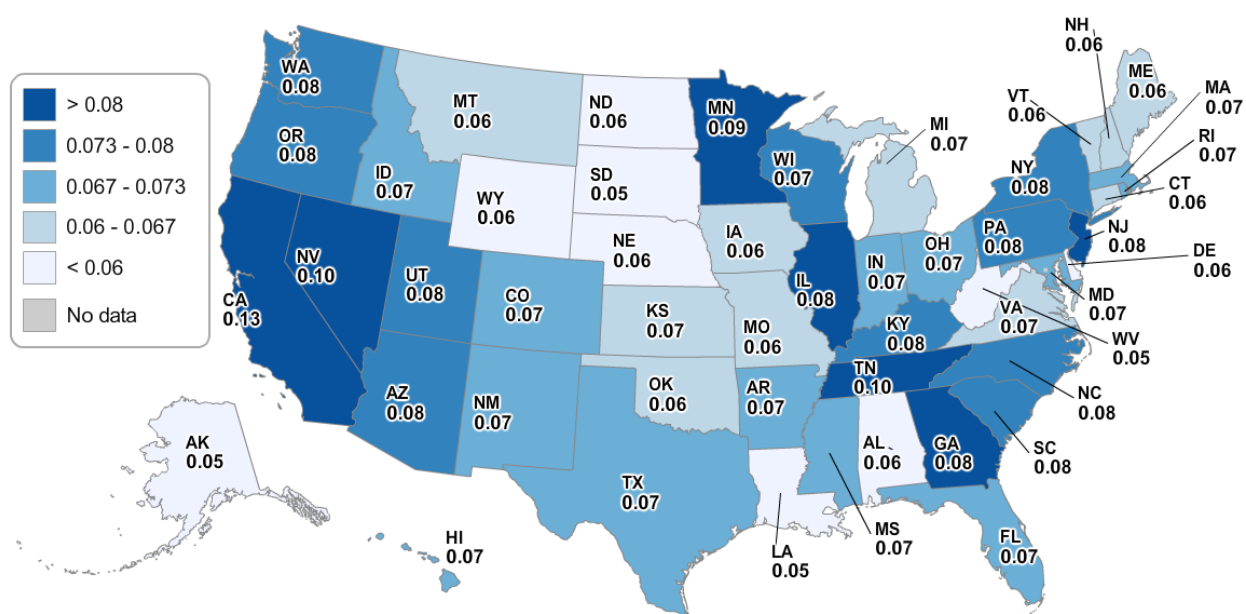 > 0.08
0.073 - 0.08
0.067 - 0.073
0.06 - 0.067
< 0.06
No data
WA
0.08
OR
0.08
CA
0.13
NV
0.10
ID
0.07
MT
0.06
WY
0.06
UT
0.08
AZ
0.08
CO
0.07
NM
0.07
ND
0.06
SD
0.05
NE
0.06
KS
0.07
OK
0.06
TX
0.07
MN
0.09
IA
0.06
MO
0.06
AR
0.07
LA
0.05
WI
0.07
IL
0.08
MI
0.07
IN
0.07
OH
0.07
KY
0.08
TN
0.10
MS
0.07
AL
0.06
GA
0.08
FL
0.07
SC
0.08
NC
0.08
VA
0.07
WV
0.05
MD
0.07
DE
0.06
PA
0.08
NJ
0.08
NY
0.08
CT
0.06
RI
0.07
MA
0.07
VT
0.06
NH
0.06
ME
0.06
AK
0.05
HI
0.07